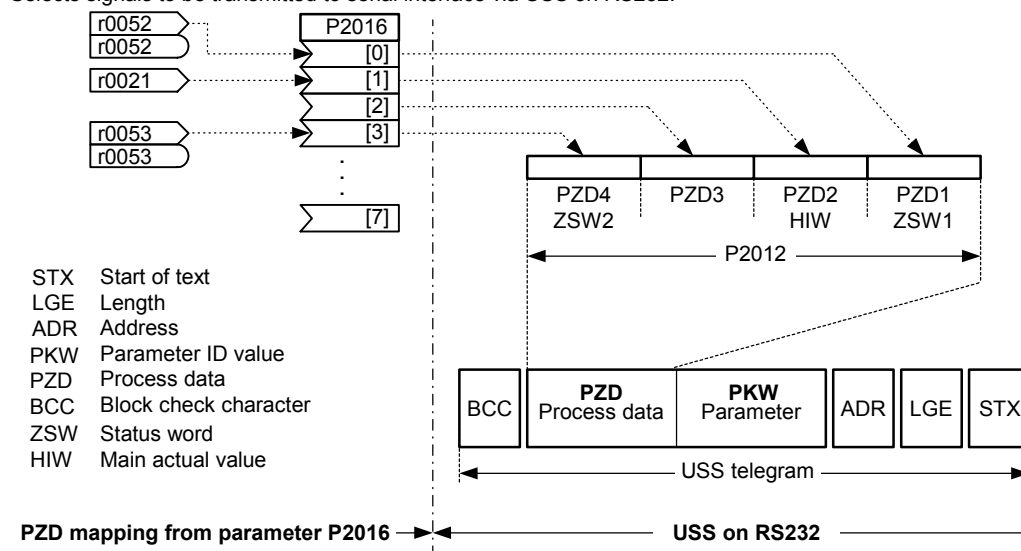 Selects signals to be transmitted to serial interface via USS on RS232:
r0052
r0052
r0021
r0053
r0053
P2016
[0]
[1]
[2]
[3]
.
.
.
[7]
PZD4
ZSW2
PZD3
PZD2
HIW
PZD1
ZSW1
P2012
STX Start of text
LGE Length
ADR Address
PKW Parameter ID value
PZD Process data
BCC Block check character
ZSW Status word
HIW Main actual value
BCC
PZD
Process data
PKW
Parameter
ADR
LGE
STX
USS telegram
PZD mapping from parameter P2016
USS on RS232